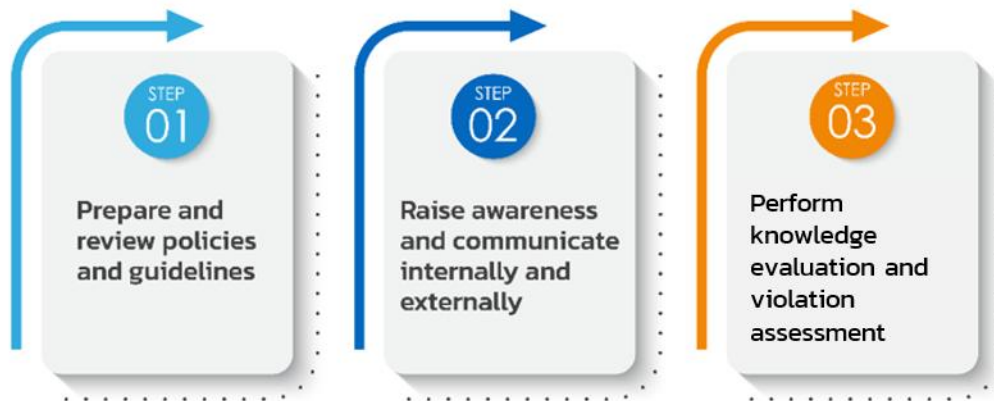 STEP
01
Prepare and
review policies
and guidelines
STEP
02
Raise awareness
and communicate
internally and
externally
STEP
03
Perform
knowledge
evaluation and
violation
assessment